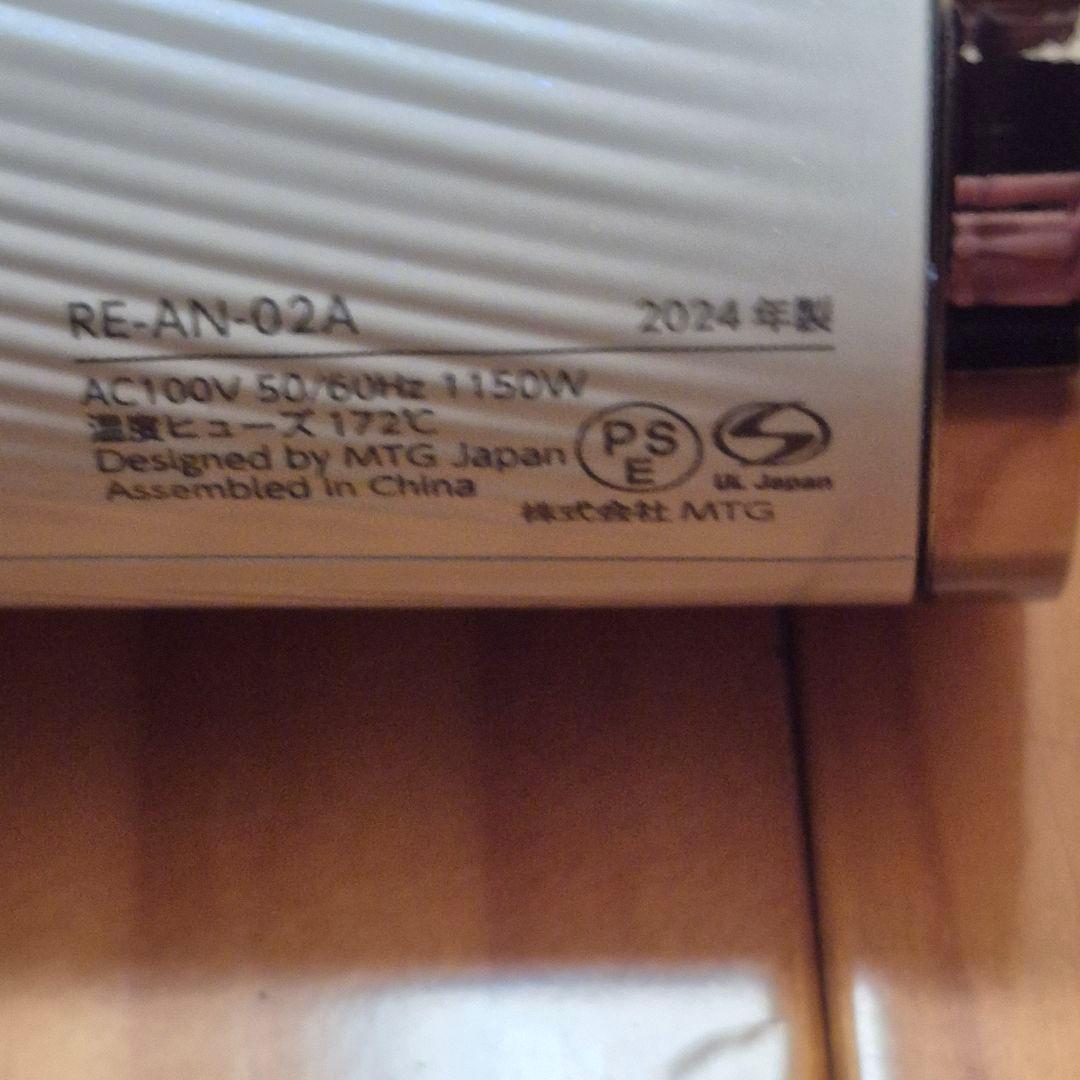 RE-AN-02A 2024年製
AC100V 50/60Hz 1150W
温度ヒューズ 172℃
Designed by MTG Japan
Assembled in China
PS
E
UL Japan
株式会社 MTG